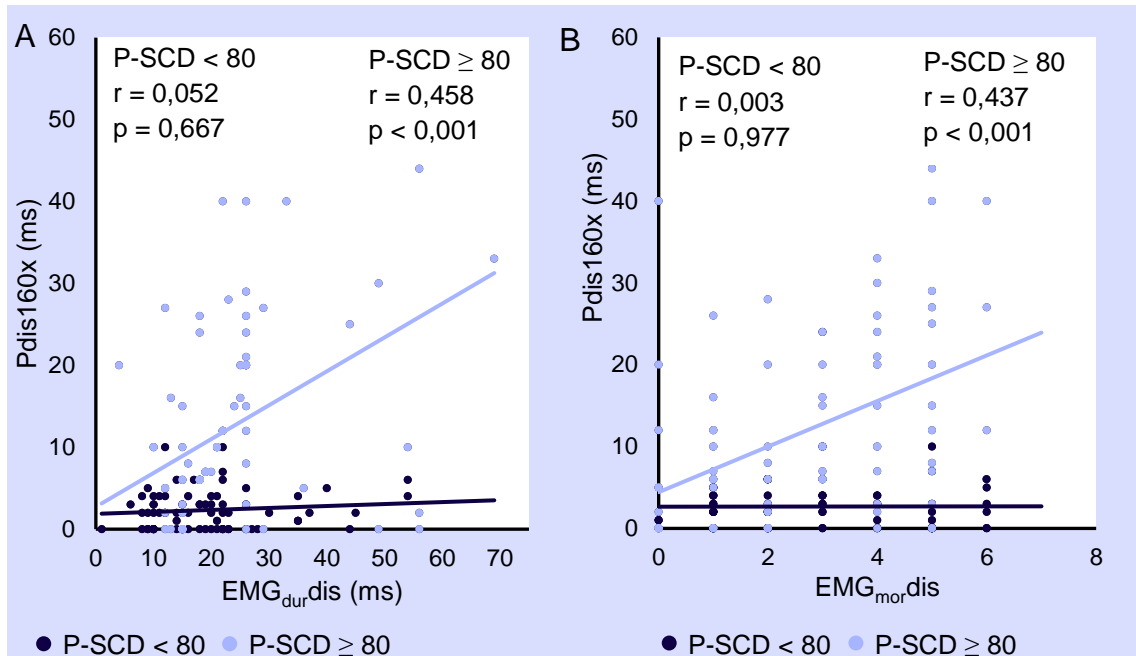 A
P-SCD < 80
r = 0,052
p = 0,667
P-SCD ≥ 80
r = 0,458
p < 0,001
Pdis160x (ms)
60
50
40
30
20
10
0
0 10 20 30 40 50 60 70
EMGdurdis (ms)
P-SCD < 80 P-SCD ≥ 80
B
P-SCD < 80
r = 0,003
p = 0,977
P-SCD ≥ 80
r = 0,437
p < 0,001
Pdis160x (ms)
60
50
40
30
20
10
0
0 2 4 6 8
EMGmordis
P-SCD < 80 P-SCD ≥ 80